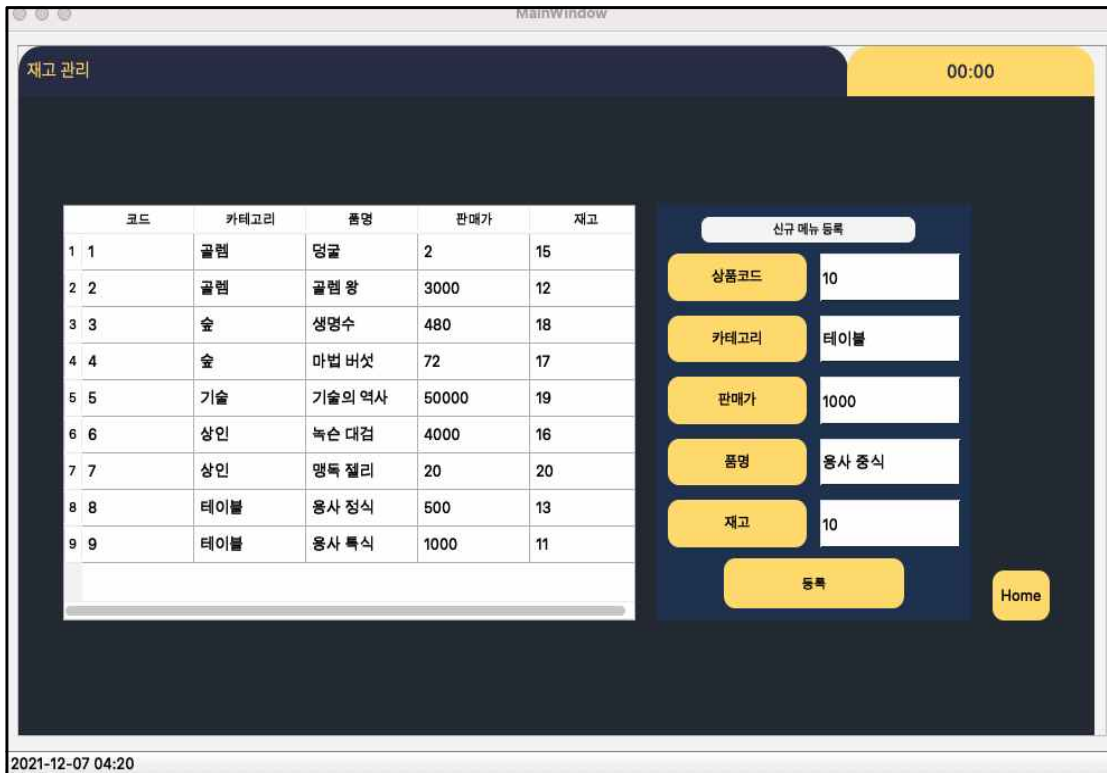 MainWindow
재고 관리
00:00
코드 카테고리 품명 판매가 재고
1 1 골렘 덩굴 2 15
2 2 골렘 골렘 왕 3000 12
3 3 숲 생명수 480 18
4 4 숲 마법 버섯 72 17
5 5 기술 기술의 역사 50000 19
6 6 상인 녹슨 대검 4000 16
7 7 상인 맹독 젤리 20 20
8 8 테이블 용사 정식 500 13
9 9 테이블 용사 특식 1000 11
신규 메뉴 등록
상품코드 10
카테고리 테이블
판매가 1000
품명 용사 중식
재고 10
등록
Home
2021-12-07 04:20